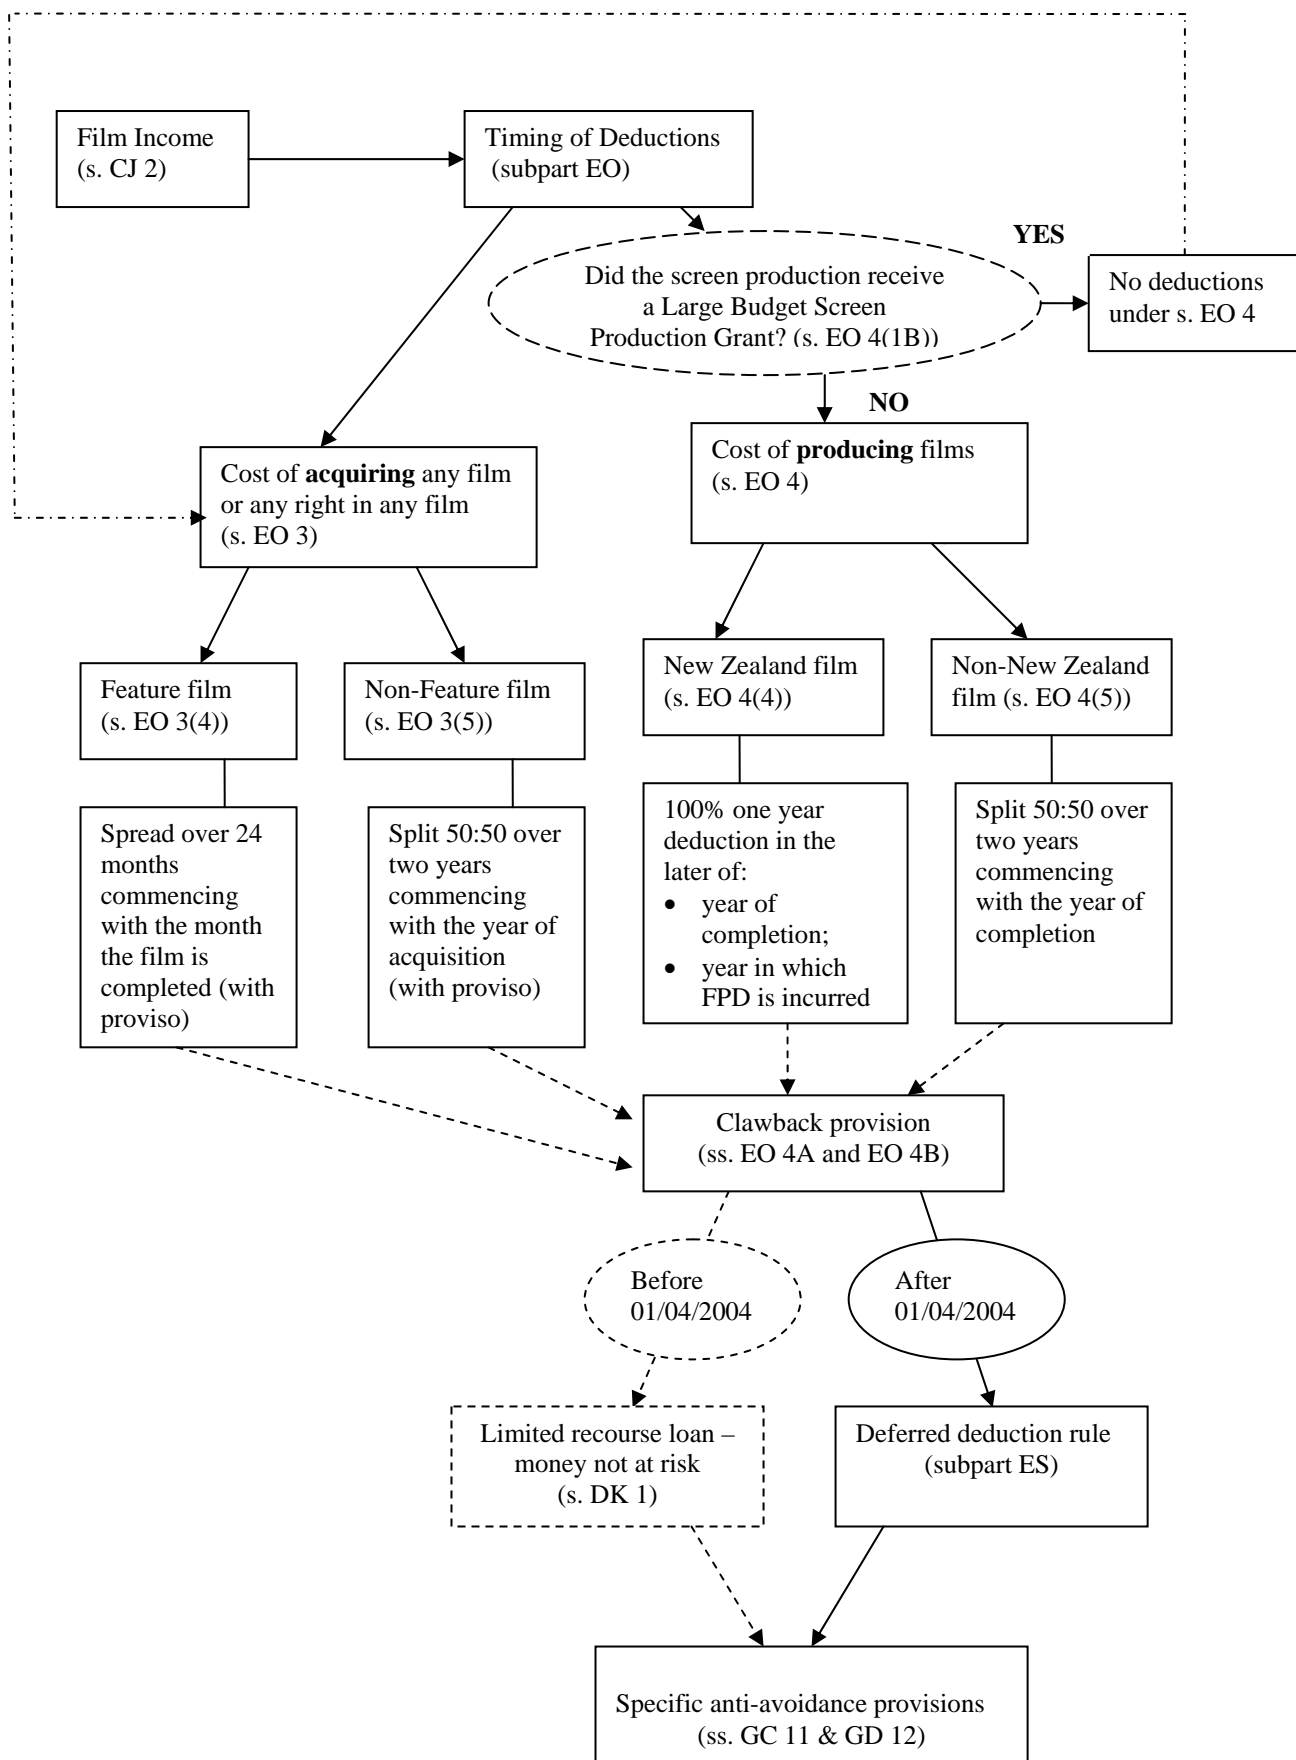 Film Income
(s. CJ 2)
Timing of Deductions
(subpart EO)
YES
Did the screen production receive
a Large Budget Screen
Production Grant? (s. EO 4(1B))
No deductions
under s. EO 4
NO
Cost of acquiring any film
or any right in any film
(s. EO 3)
Cost of producing films
(s. EO 4)
Feature film
(s. EO 3(4))
Non-Feature film
(s. EO 3(5))
New Zealand film
(s. EO 4(4))
Non-New Zealand
film (s. EO 4(5))
Spread over 24
months
commencing
with the month
the film is
completed (with
proviso)
Split 50:50 over
two years
commencing
with the year of
acquisition
(with proviso)
100% one year
deduction in the
later of:
• year of
completion;
• year in which
FPD is incurred
Split 50:50 over
two years
commencing
with the year of
completion
Clawback provision
(ss. EO 4A and EO 4B)
Before
01/04/2004
After
01/04/2004
Limited recourse loan –
money not at risk
(s. DK 1)
Deferred deduction rule
(subpart ES)
Specific anti-avoidance provisions
(ss. GC 11 & GD 12)